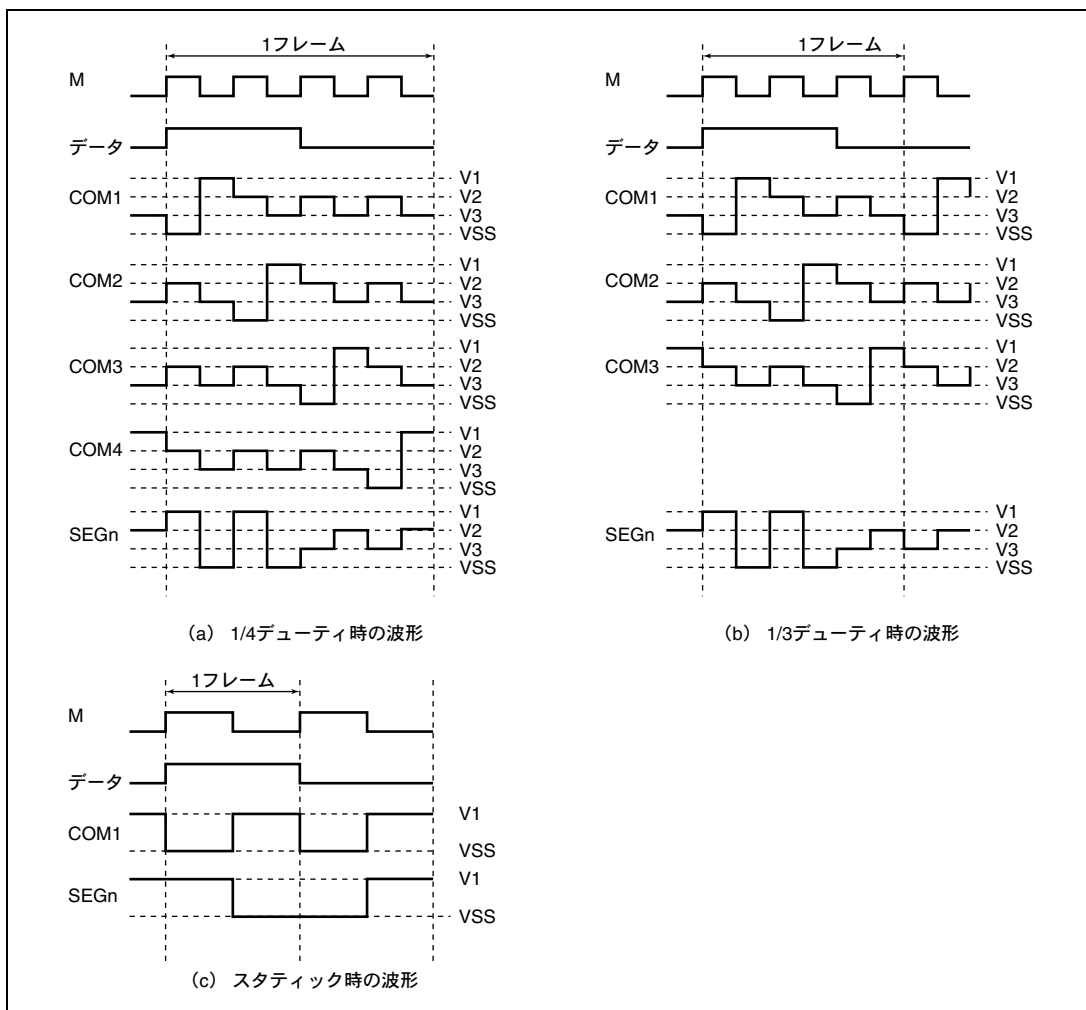 1フレーム
M
データ
COM1
V1
V2
V3
VSS
COM2
V1
V2
V3
VSS
COM3
V1
V2
V3
VSS
COM4
V1
V2
V3
VSS
SEGn
V1
V2
V3
VSS
(a) 1/4デューティ時の波形
1フレーム
M
データ
COM1
V1
V2
V3
VSS
COM2
V1
V2
V3
VSS
COM3
V1
V2
V3
VSS
SEGn
V1
V2
V3
VSS
(b) 1/3デューティ時の波形
1フレーム
M
データ
COM1
V1
VSS
SEGn
V1
VSS
(c) スタティック時の波形